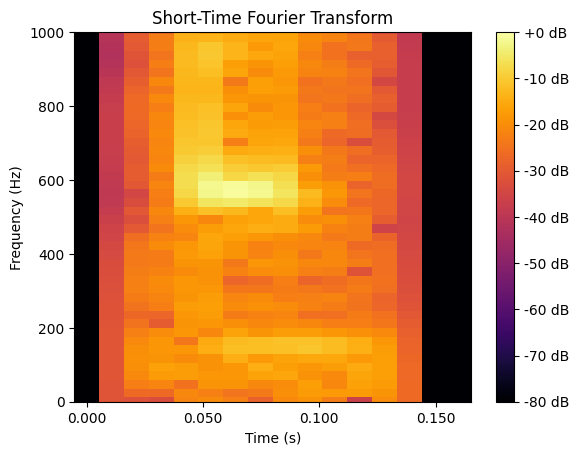 Short-Time Fourier Transform
1000
800
600
400
200
0
Frequency (Hz)
0.000
0.050
0.100
0.150
Time (s)
+0 dB
-10 dB
-20 dB
-30 dB
-40 dB
-50 dB
-60 dB
-70 dB
-80 dB